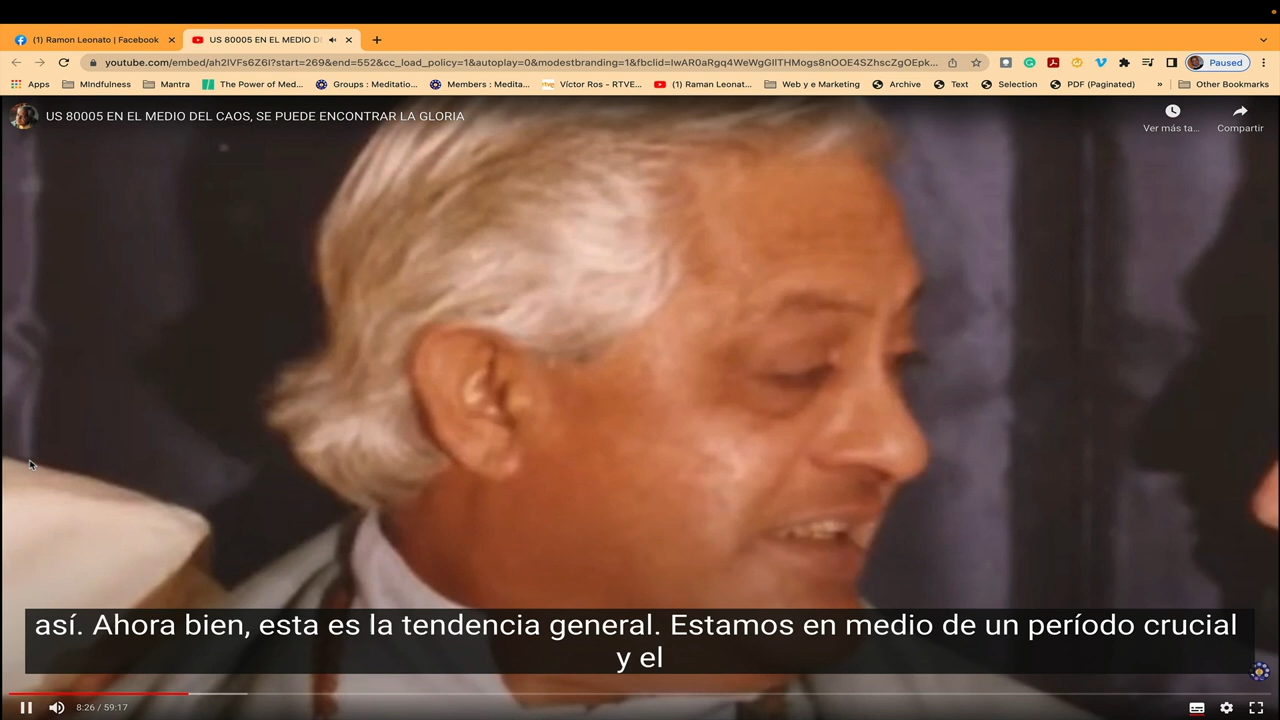 (1) Ramon Leonato | Facebook
US 80005 EN EL MEDIO D
youtube.com/embed/ah2IVFs6Z6I?start=269&end=552&cc_load_policy=1&autoplay=0&modestbranding=1&fbclid=IwAR0aRgq4WeWgGIlTHMogs8nOOE4SZhscZgOEpk...
Paused
Apps
MIndfulness
Mantra
The Power of Med...
Groups : Meditatio...
Members : Medita...
Víctor Ros - RTVE...
(1) Ramon Leonat...
Web y e Marketing
Archive
Text
Selection
PDF (Paginated)
»
Other Bookmarks
US 80005 EN EL MEDIO DEL CAOS, SE PUEDE ENCONTRAR LA GLORIA
Ver más ta...
Compartir
así. Ahora bien, esta es la tendencia general. Estamos en medio de un período crucial
y el
8:26 / 59:17